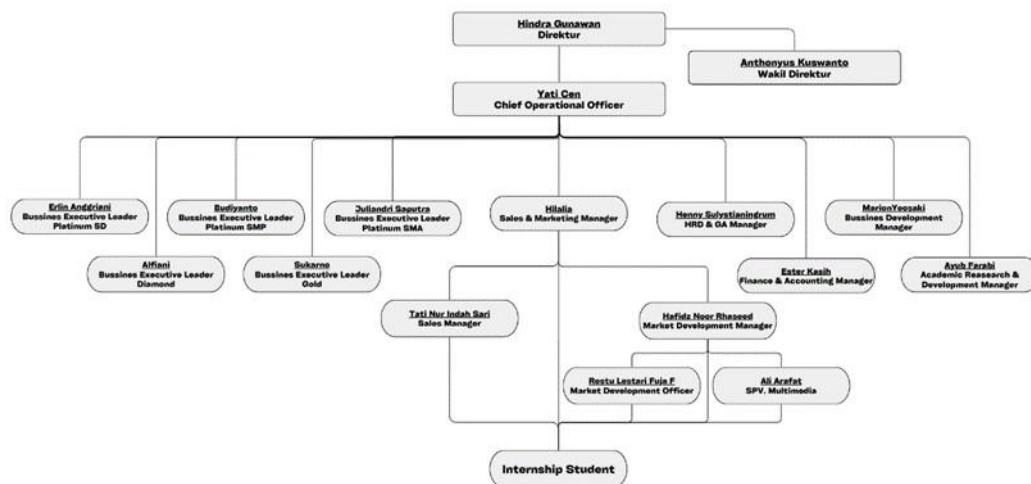 Hindra Gunawan
Direktur
Anthonyus Kuswanto
Wakil Direktur
Yati Cen
Chief Operational Officer
Erlin Anggriani
Bussines Executive Leader
Platinum SD
Budiyanto
Bussines Executive Leader
Platinum SMP
Juliandri Saputra
Bussines Executive Leader
Platinum SMA
Hilalia
Sales & Marketing Manager
Henny Sulystianingrum
HRD & GA Manager
MarionYoosaki
Bussines Development
Manager
Alfiani
Bussines Executive Leader
Diamond
Sukarno
Bussines Executive Leader
Gold
Ester Kasih
Finance & Accounting Manager
Ayub Farabi
Academic Reasearch &
Development Manager
Tati Nur Indah Sari
Sales Manager
Hafidz Noor Rhaseed
Market Development Manager
Restu Lestari Fuja F
Market Development Officer
Ali Arafat
SPV. Multimedia
Internship Student